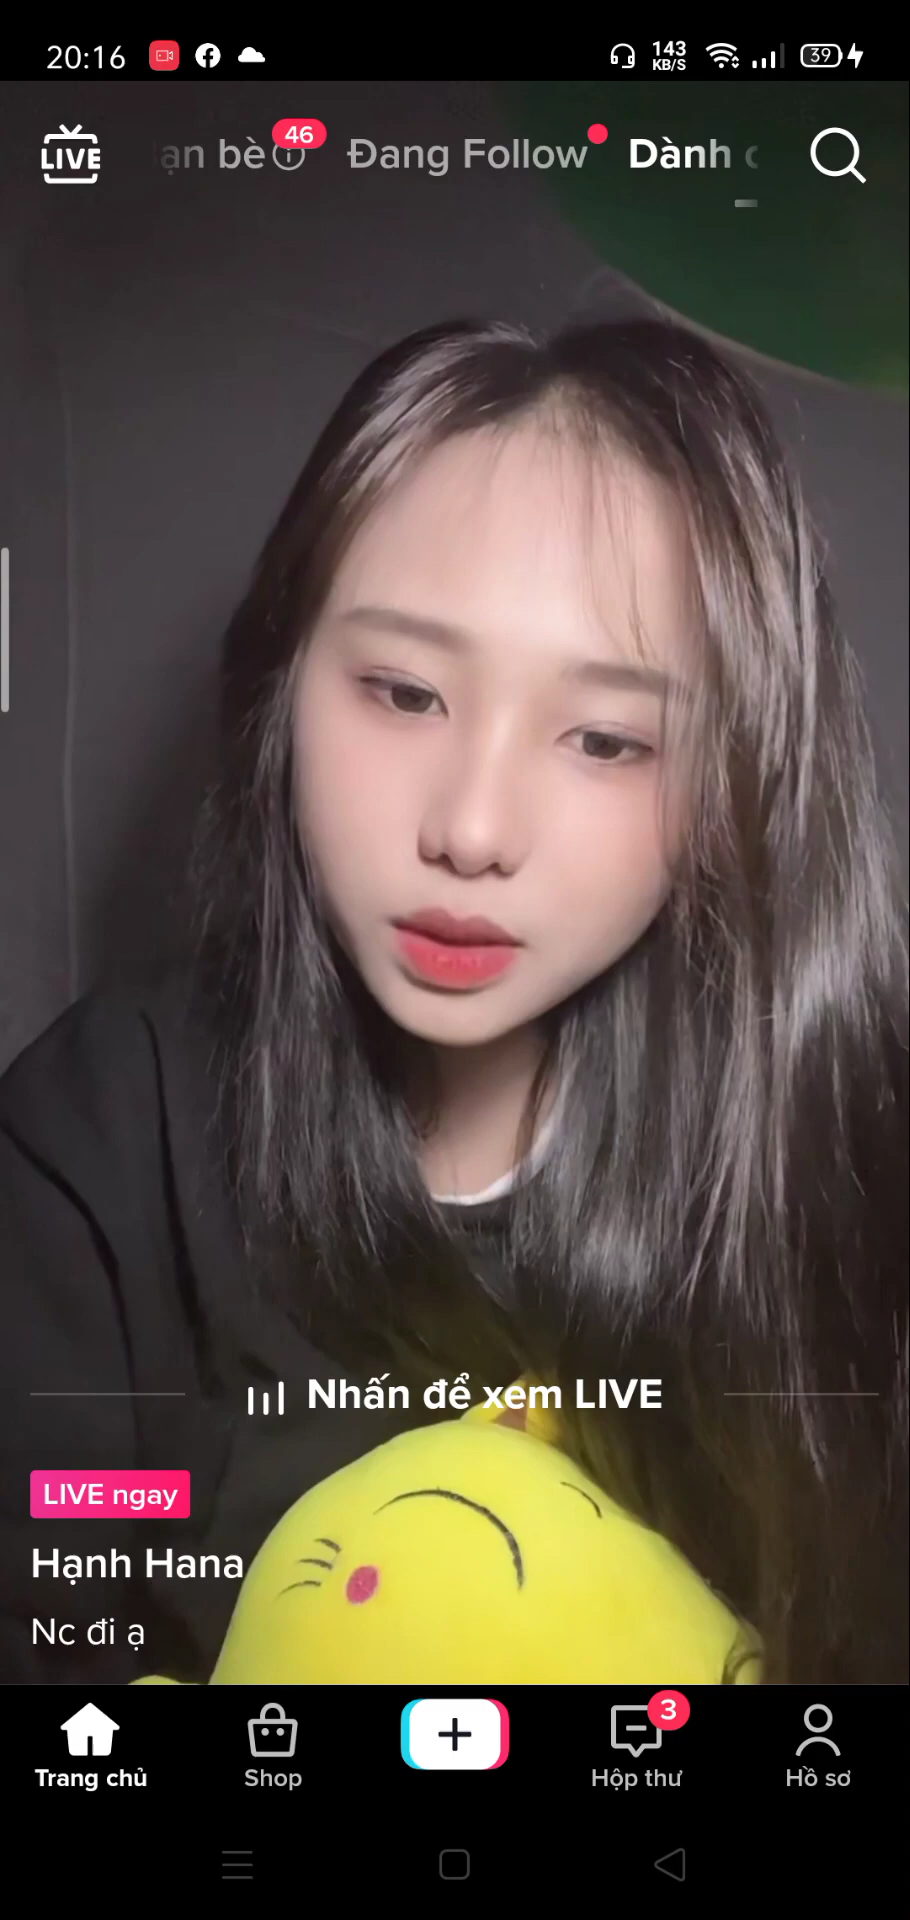 20:16
143
KB/S
39
LIVE
ạn bè
46
Đang Follow
Dành
Nhấn để xem LIVE
LIVE ngay
Hạnh Hana
Nc đi ạ
Trang chủ
Shop
Hộp thư
3
Hồ sơ